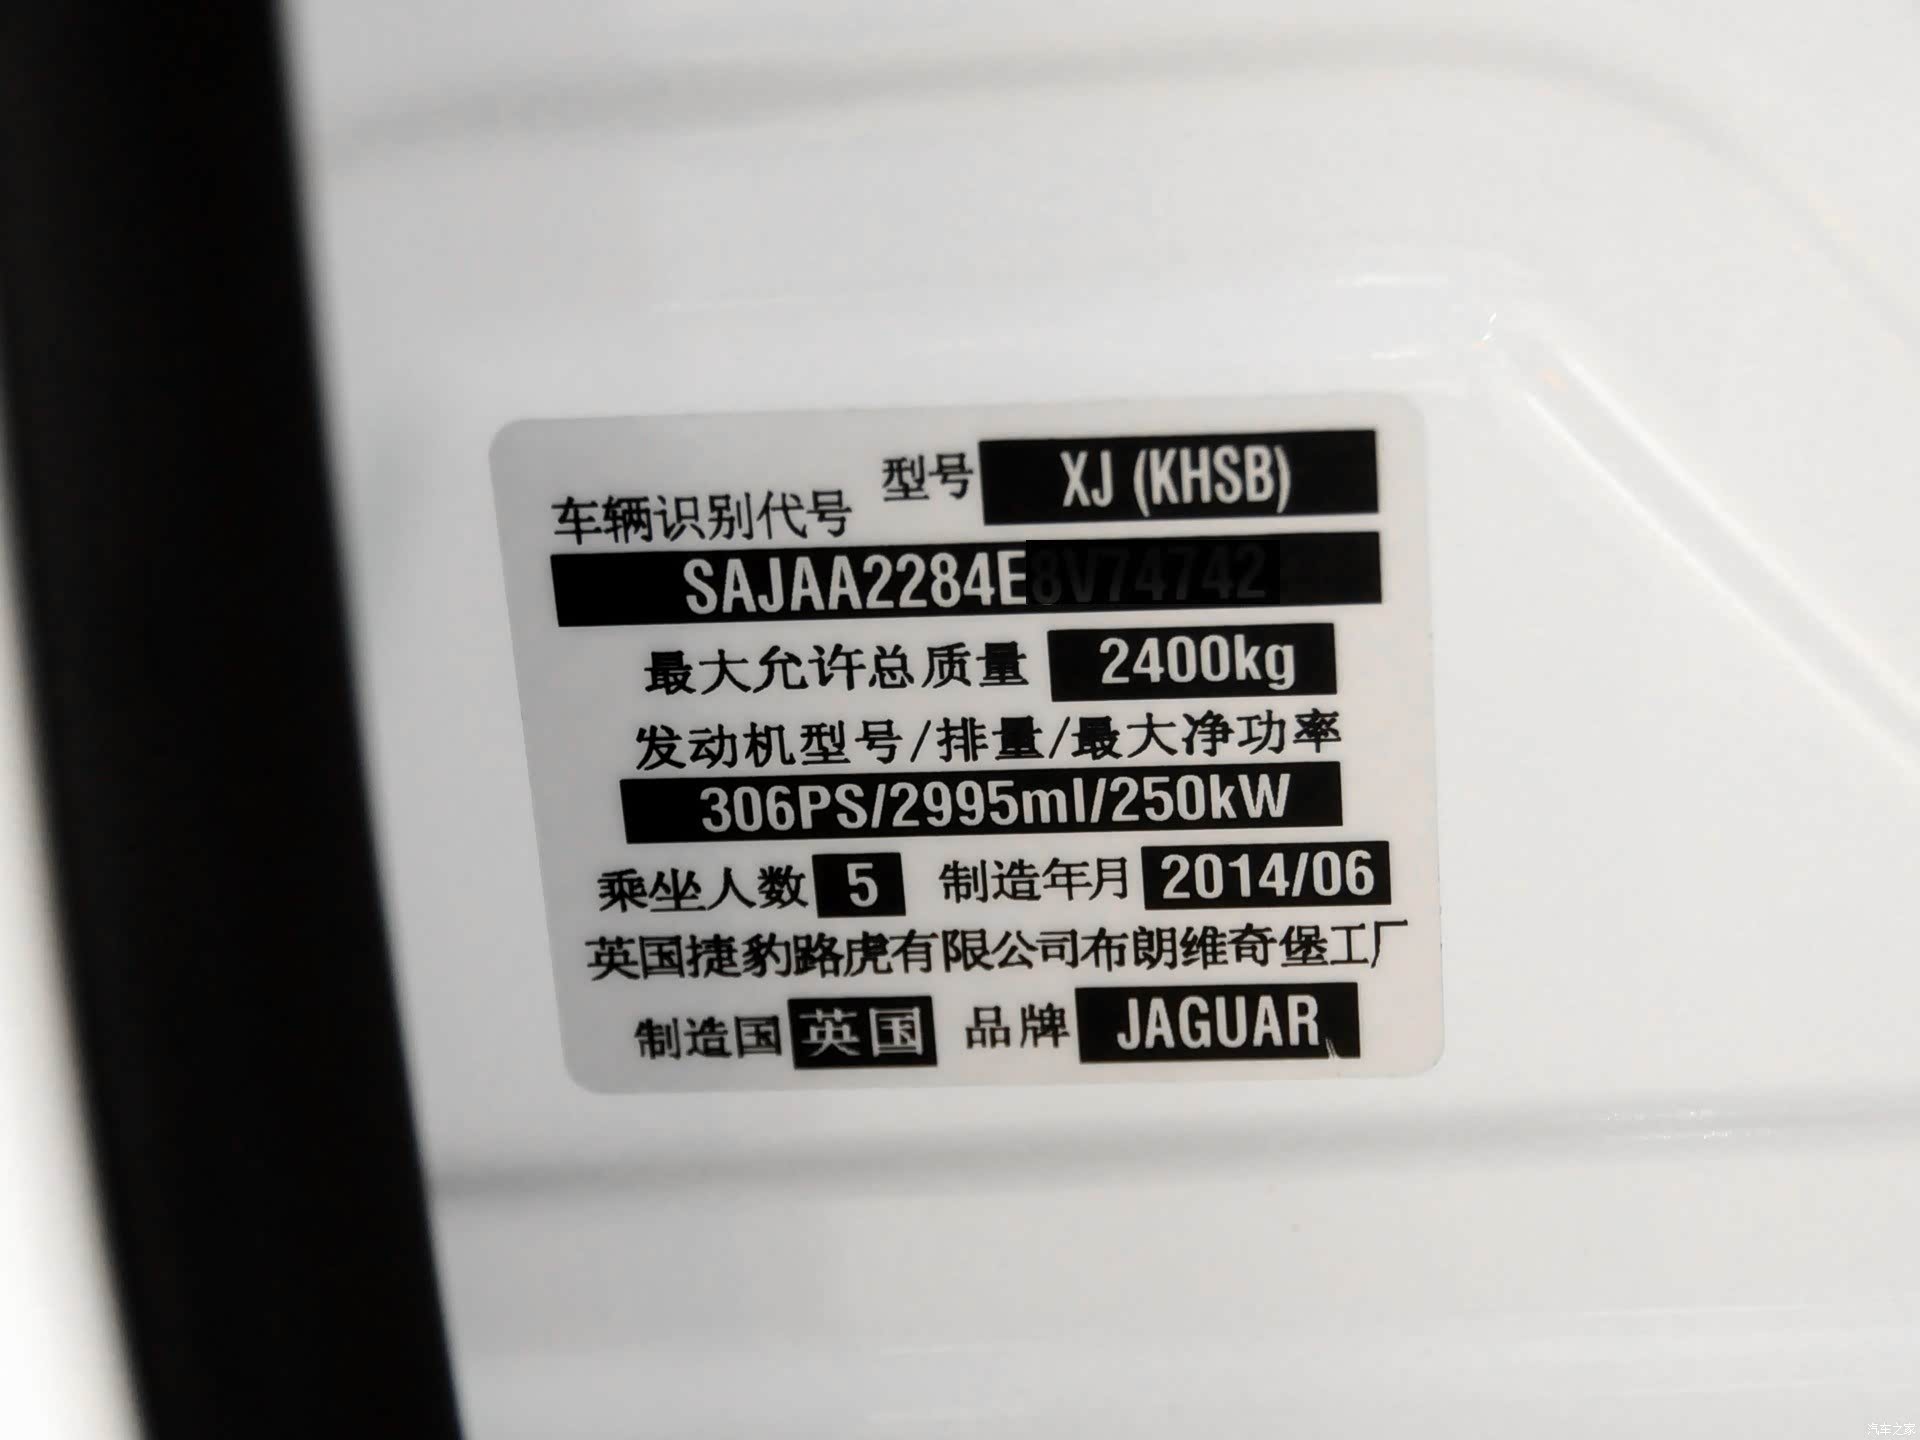 型号 XJ (KHSB)
车辆识别代号
SAJAA2284E
最大允许总质量 2400kg
发动机型号/排量/最大净功率
306PS/2995ml/250kW
乘坐人数 5 制造年月 2014/06
英国捷豹路虎有限公司布朗维奇堡工厂
制造国 英国 品牌 JAGUAR
汽车之家